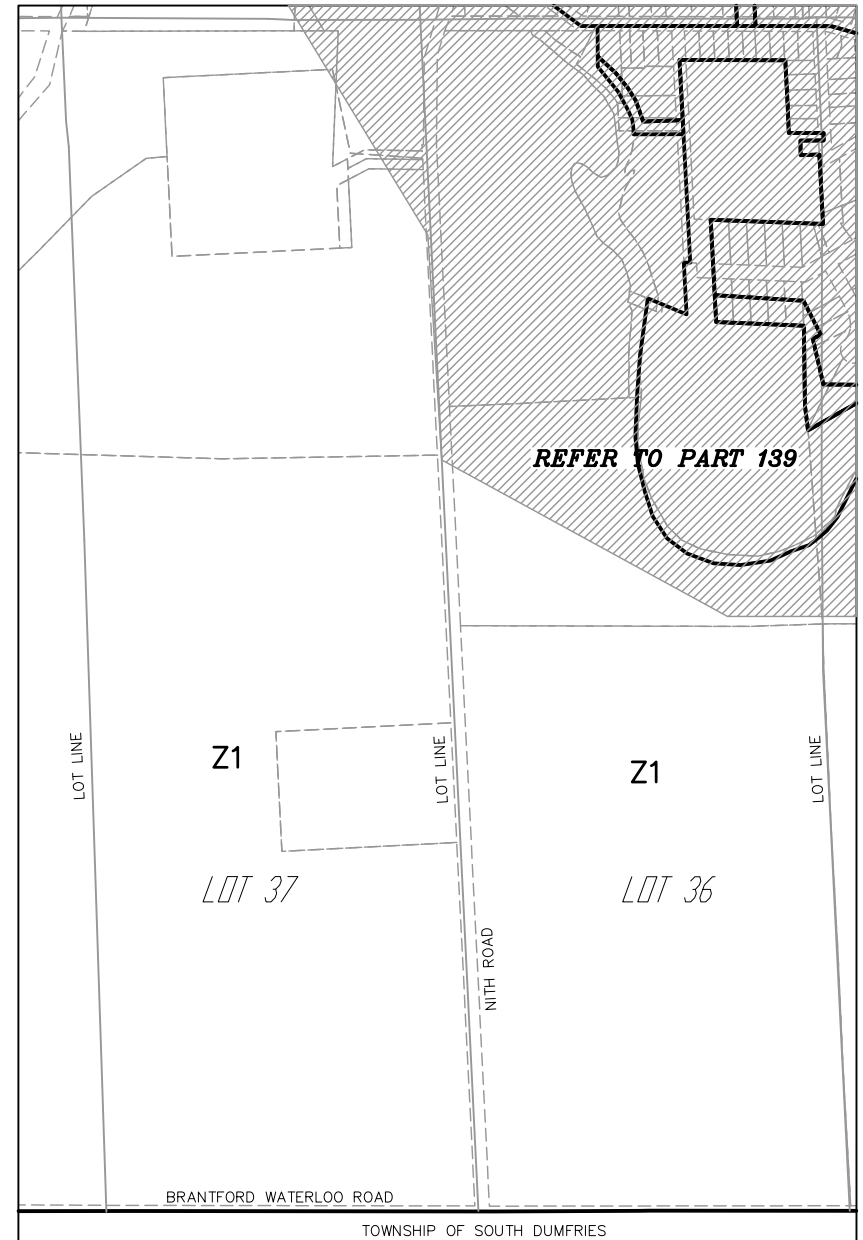 REFER TO PART 139
LOT LINE
Z1
LOT LINE
Z1
LOT LINE
LOT 37
LOT 36
NITH ROAD
BRANTFORD WATERLOO ROAD
TOWNSHIP OF SOUTH DUMFRIES